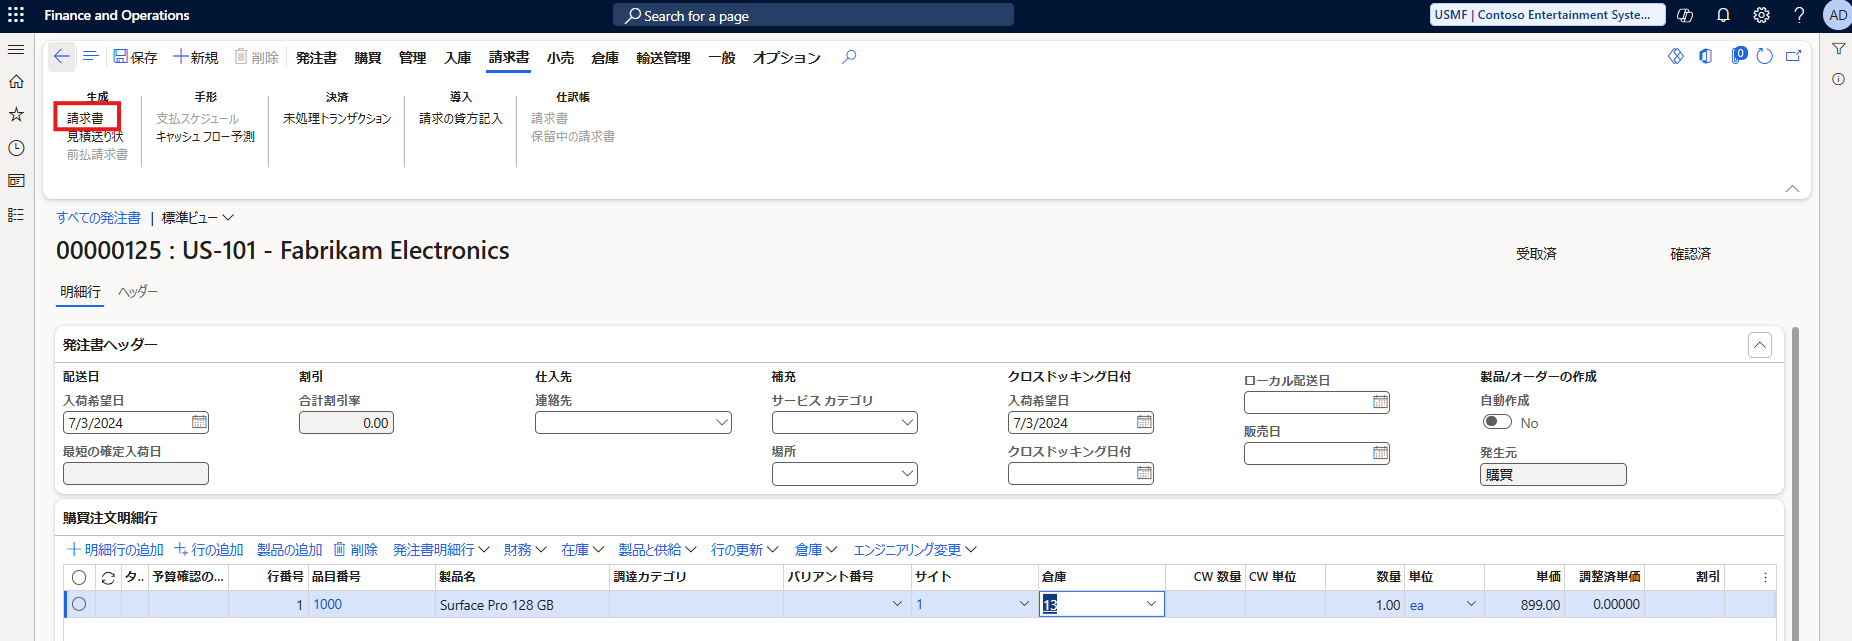 Finance and Operations
Search for a page
USMF | Contoso Entertainment Syste...
AD
保存
新規
削除
発注書
購買
管理
入庫
請求書
小売
倉庫
輸送管理
一般
オプション
0
生成
請求書
見積送り状
前払請求書
手形
支払スケジュール
キャッシュ フロー予測
決済
未処理トランザクション
導入
請求の貸方記入
仕訳帳
請求書
保留中の請求書
すべての発注書 | 標準ビュー
00000125 : US-101 - Fabrikam Electronics
受取済
確認済
明細行
ヘッダー
発注書ヘッダー
配送日
入荷希望日
7/3/2024
最短の確定入荷日
割引
合計割引率
0.00
仕入先
連絡先
補充
サービス カテゴリ
場所
クロスドッキング日付
入荷希望日
7/3/2024
クロスドッキング日付
ローカル配送日
販売日
製品/オーダーの作成
自動作成
No
発生元
購買
購買注文明細行
明細行の追加 行の追加 製品の追加 削除 発注書明細行 財務 在庫 製品と供給 行の更新 倉庫 エンジニアリング変更
タ.. 予算確認の... 行番号 品目番号 製品名 調達カテゴリ バリアント番号 サイト 倉庫 CW 数量 CW 単位 数量 単位 単価 調整済単価 割引
1 1000 Surface Pro 128 GB 1 13 1.00 ea 899.00 0.00000